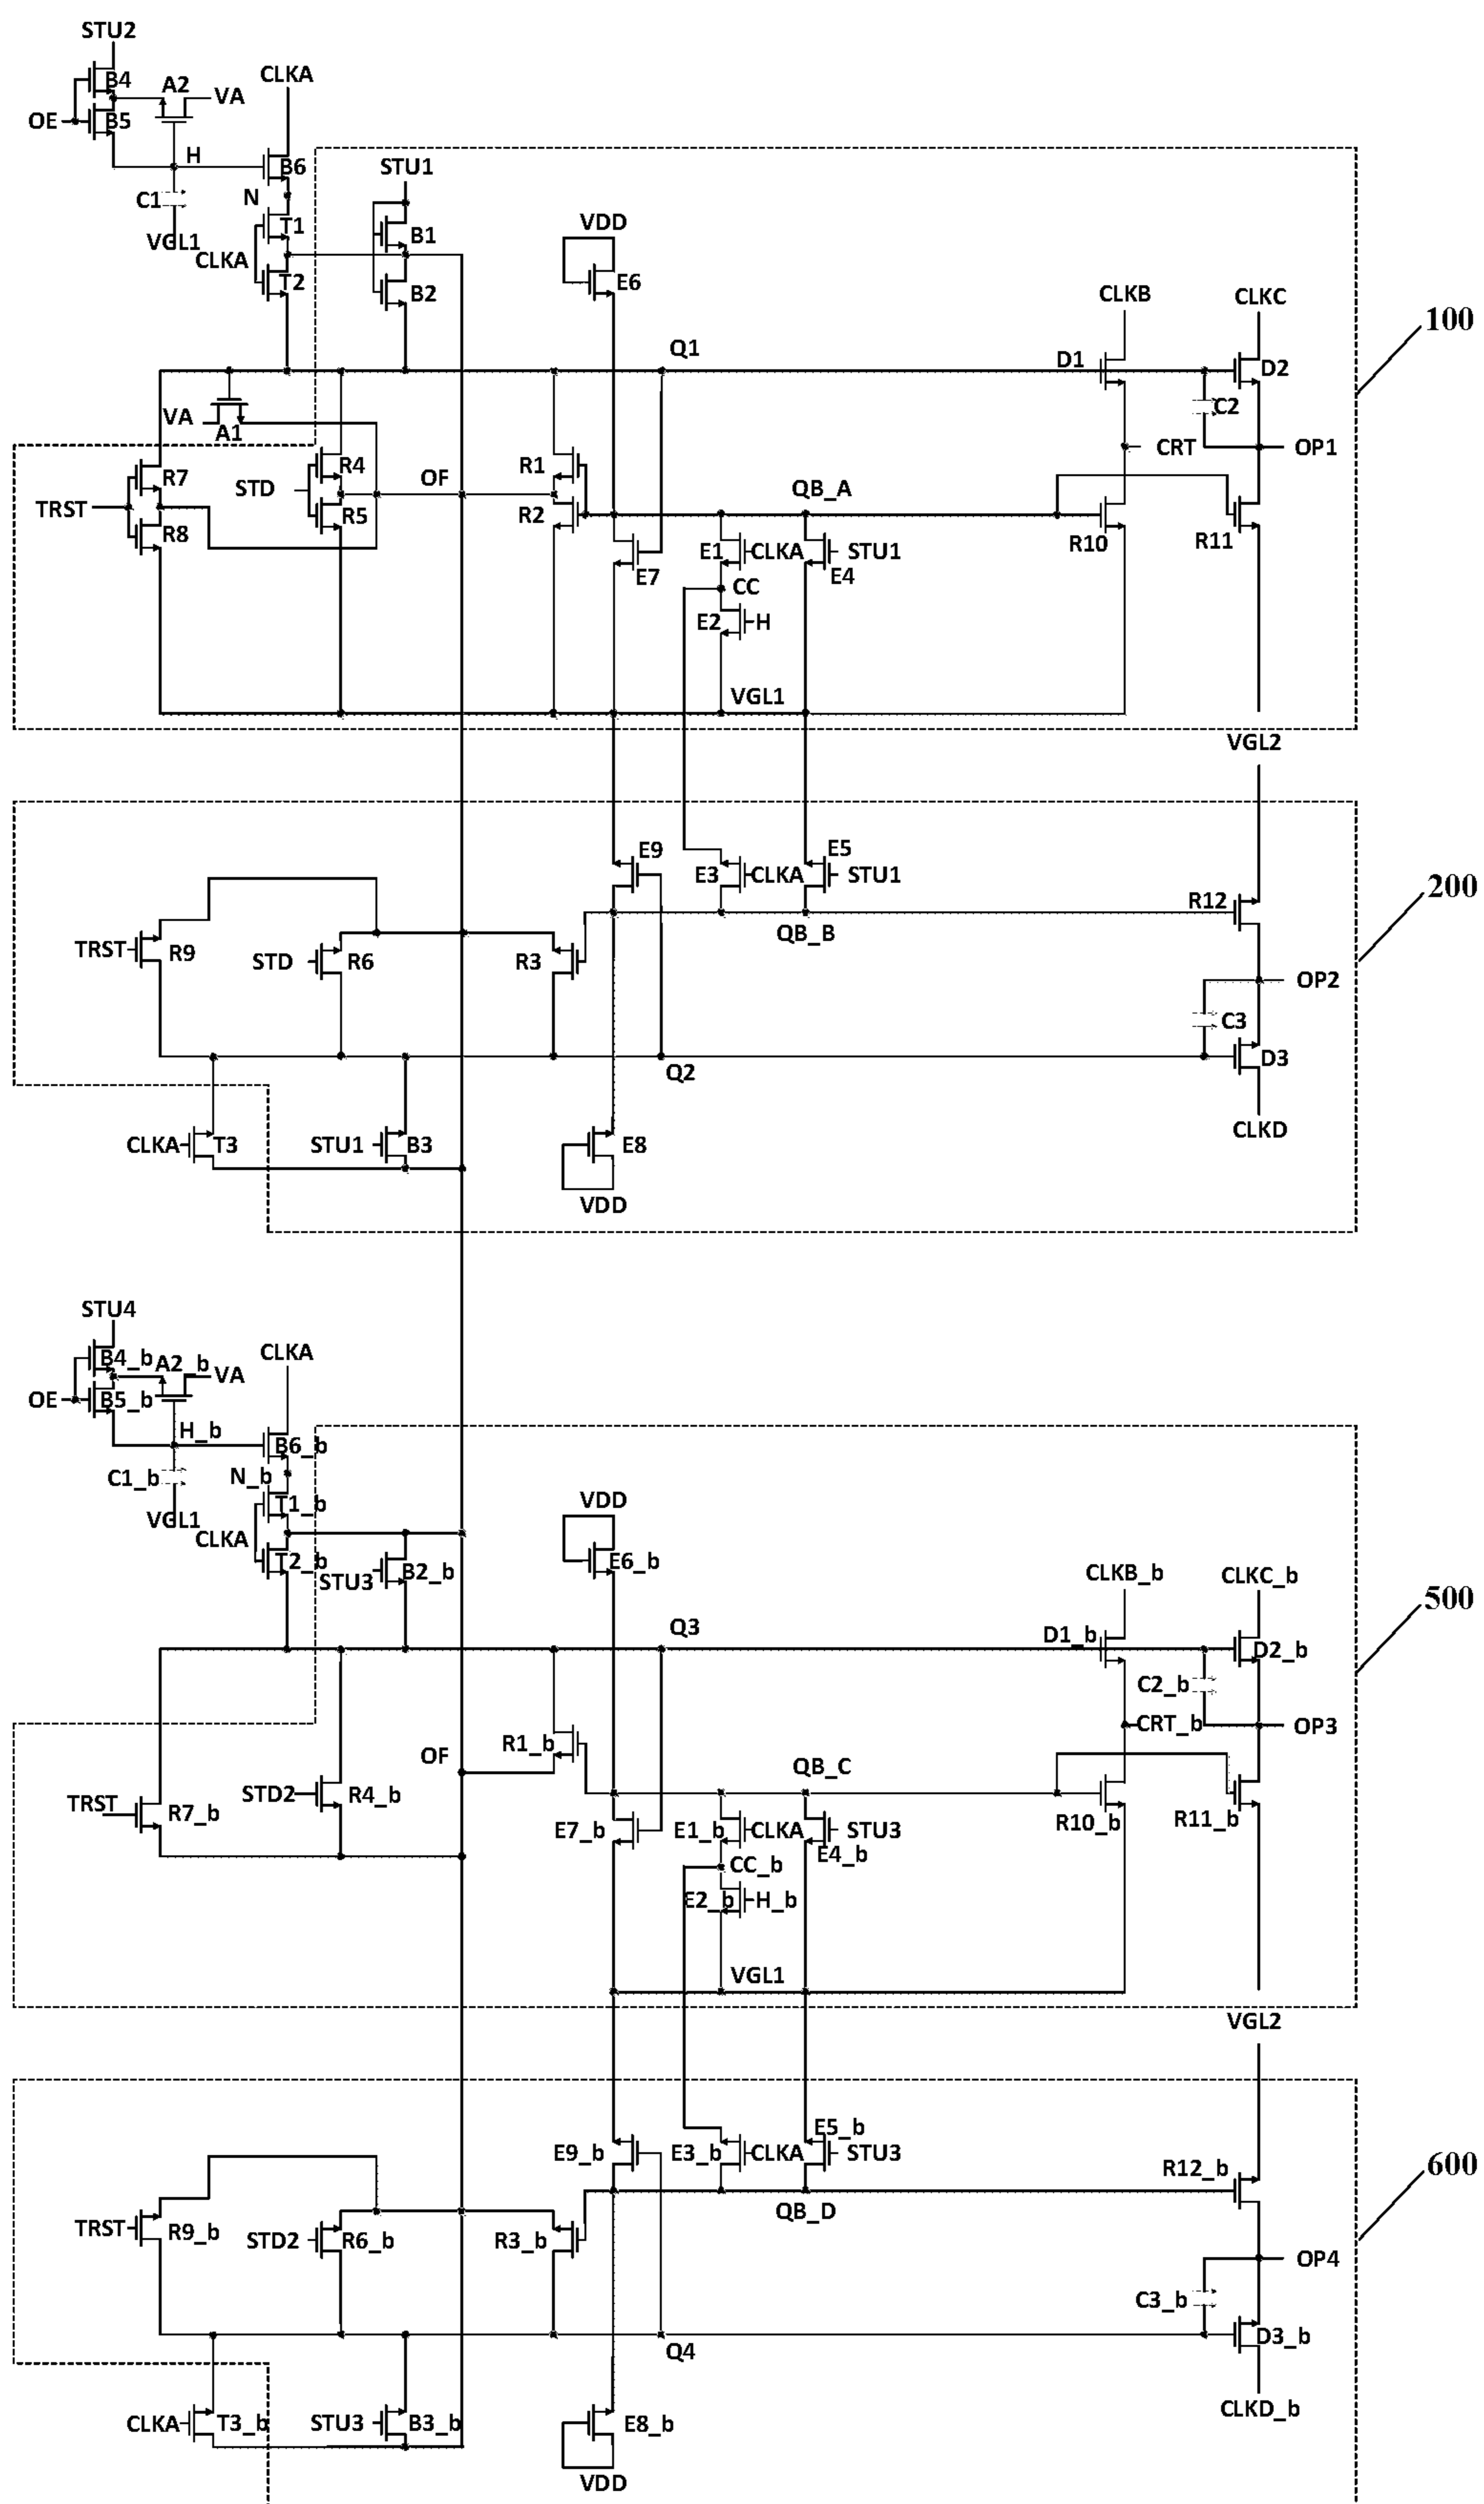 STU2
B4
A2
CLKA
VA
OE
B5
H
B6
STU1
C1
N
VGL1
T1
B1
VDD
CLKA
T2
B2
E6
CLKB
CLKC
100
Q1
D1
D2
VA
A1
C2
CRT
OP1
R7
R4
R1
STD
OF
QB_A
TRST
R5
R2
R8
E1
CLKA
STU1
R10
R11
E7
E4
CC
E2
H
VGL1
VGL2
E9
E5
E3
CLKA
STU1
200
R12
QB_B
TRST
R9
STD
R6
R3
OP2
C3
Q2
D3
CLKA
T3
STU1
B3
E8
CLKD
VDD
STU4
B4_b
A2_b
CLKA
VA
OE
B5_b
H_b
B6_b
C1_b
N_b
VGL1
T1_b
VDD
CLKA
T2_b
STU3
B2_b
E6_b
CLKB_b
CLKC_b
500
Q3
D1_b
D2_b
C2_b
CRT_b
OP3
R1_b
OF
QB_C
TRST
R7_b
STD2
R4_b
E7_b
E1_b
CLKA
STU3
R10_b
R11_b
E4_b
CC_b
E2_b
H_b
VGL1
VGL2
E5_b
E9_b
E3_b
CLKA
STU3
R12_b
600
QB_D
TRST
R9_b
STD2
R6_b
R3_b
OP4
C3_b
Q4
D3_b
CLKD_b
CLKA
T3_b
STU3
B3_b
E8_b
VDD